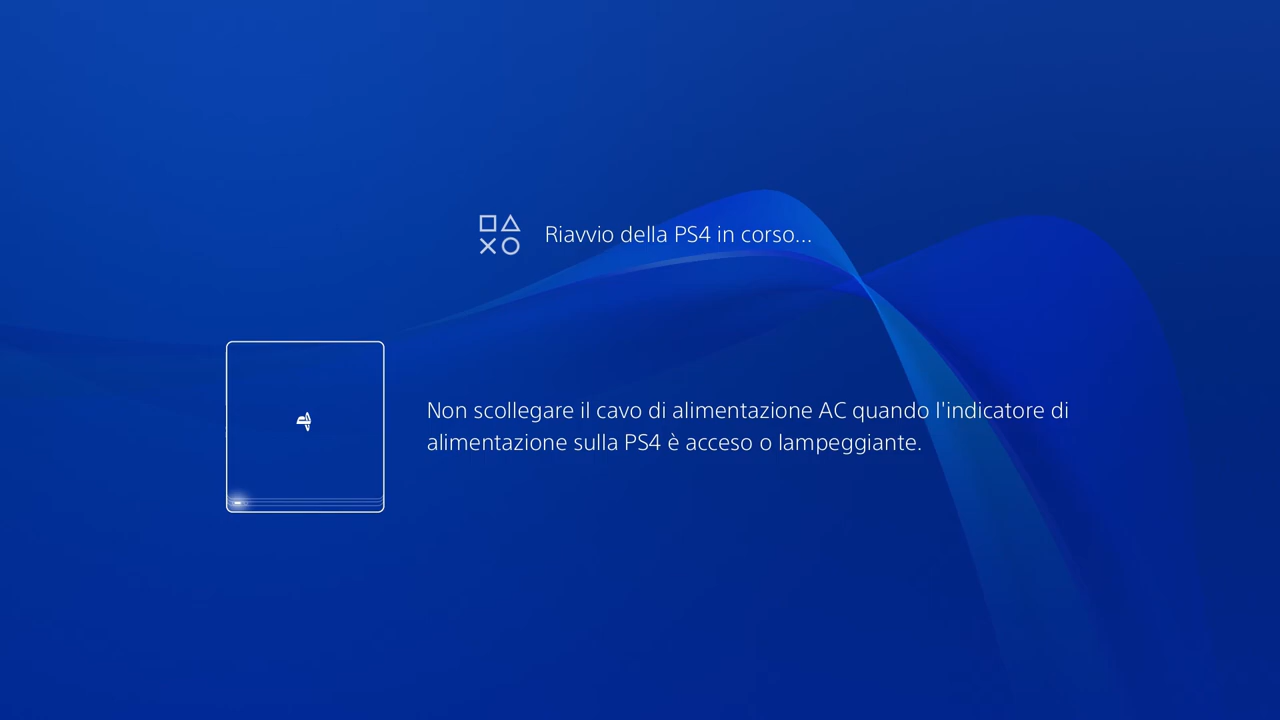 Riavvio della PS4 in corso...
Non scollegare il cavo di alimentazione AC quando l'indicatore di
alimentazione sulla PS4 è acceso o lampeggiante.